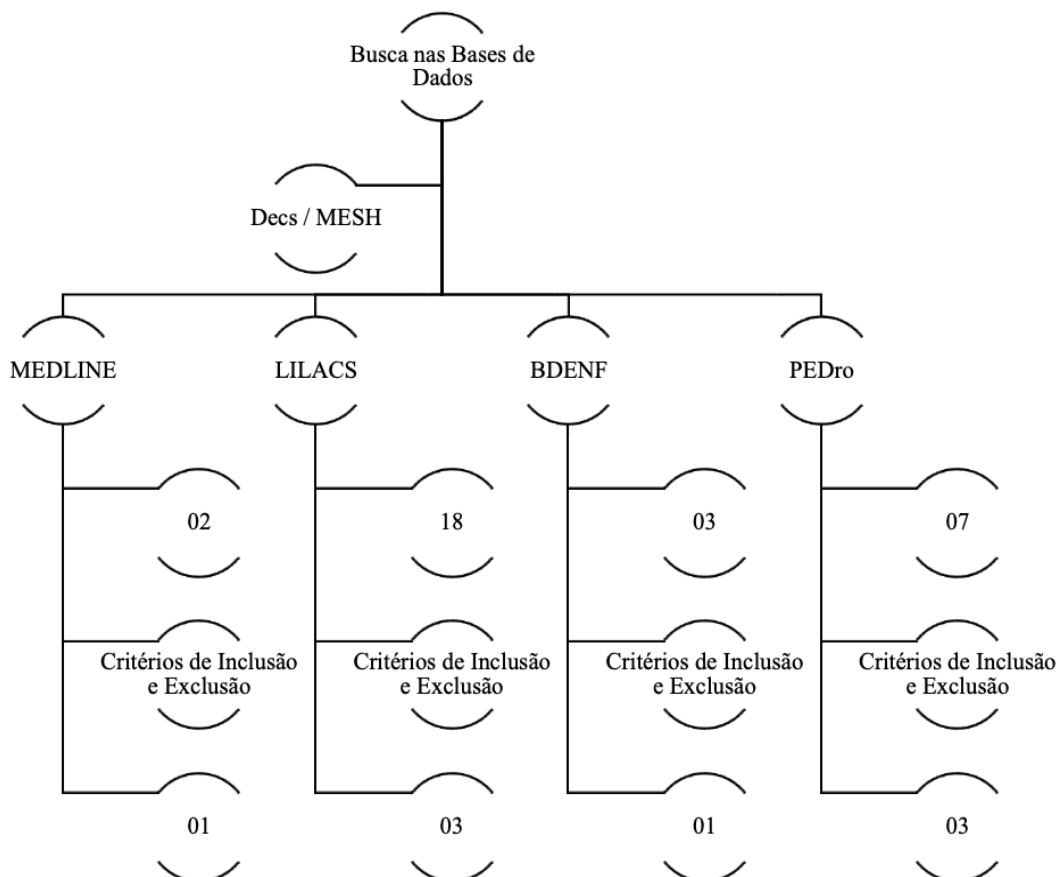 Busca nas Bases de
Dados
Decs / MESH
MEDLINE
LILACS
BDENF
PEDro
02
18
03
07
Critérios de Inclusão
e Exclusão
Critérios de Inclusão
e Exclusão
Critérios de Inclusão
e Exclusão
Critérios de Inclusão
e Exclusão
01
03
01
03